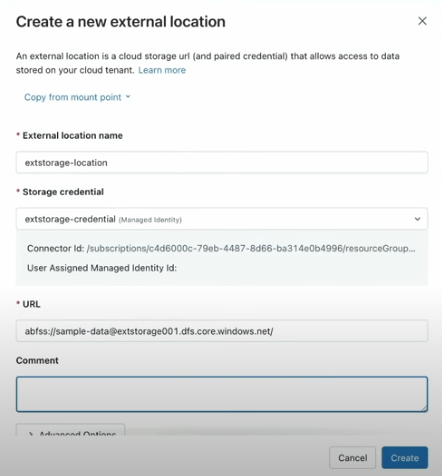 Create a new external location
An external location is a cloud storage url (and paired credential) that allows access to data
stored on your cloud tenant. Learn more
Copy from mount point
* External location name
extstorage-location
* Storage credential
extstorage-credential (Managed Identity)
Connector Id: /subscriptions/c4d6000c-79eb-4487-8d66-ba314e0b4996/resourceGroup...
User Assigned Managed Identity Id:
* URL
abfss://sample-data@extstorage001.dfs.core.windows.net/
Comment
Advanced Options
Cancel Create